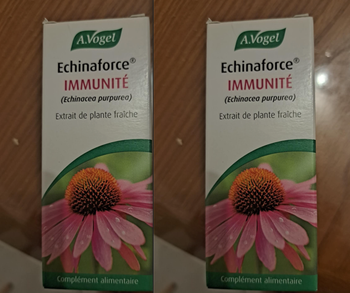 A.Vogel
Echinaforce®
IMMUNITÉ
(Echinacea purpurea)
Extrait de plante fraîche
Complément alimentaire
A.Vogel
Echinaforce®
IMMUNITÉ
(Echinacea purpurea)
Extrait de plante fraîche
Complément alimentaire